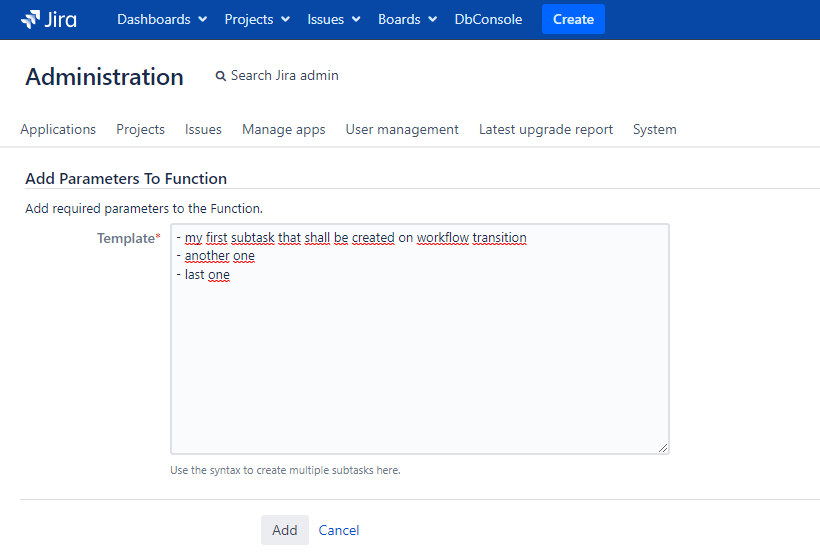 Jira Dashboards Projects Issues Boards DbConsole Create
Administration Search Jira admin
Applications Projects Issues Manage apps User management Latest upgrade report System
Add Parameters To Function
Add required parameters to the Function.
Template*
- my first subtask that shall be created on workflow transition
- another one
- last one
Use the syntax to create multiple subtasks here.
Add Cancel